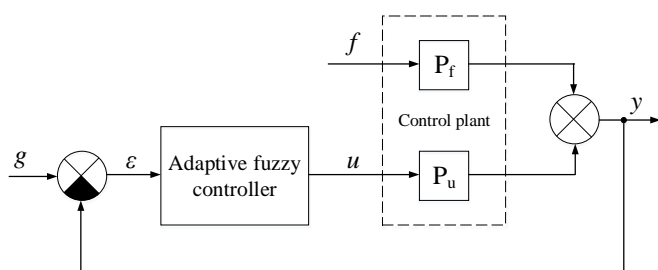 f
P_f
Control plant
y
g
ε
Adaptive fuzzy
controller
u
P_u